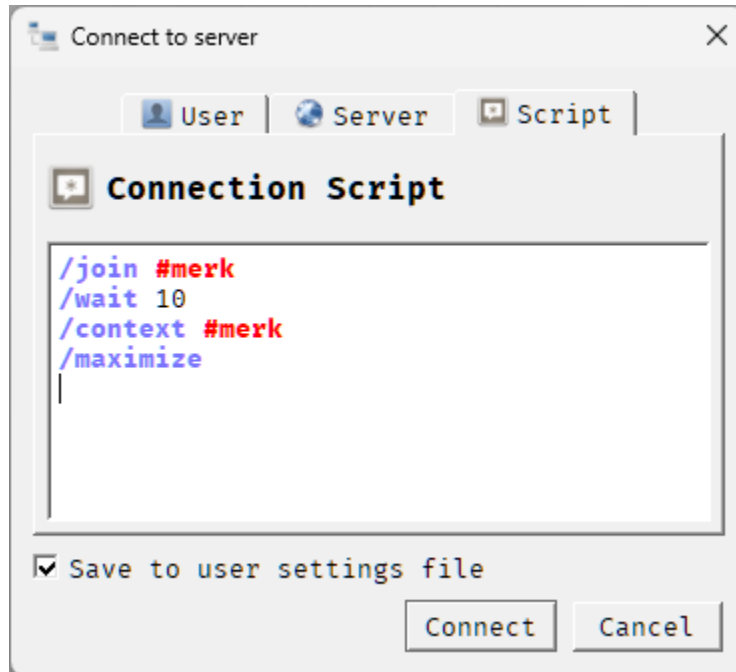 Connect to server
User
Server
Script
Connection Script
/join #merk
/wait 10
/context #merk
/maximize
Save to user settings file
Connect
Cancel